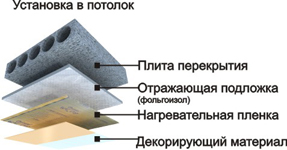 Установка в потолок
Плита перекрытия
Отражающая подложка
(фольгоизол)
Нагревательная пленка
Декорирующий материал